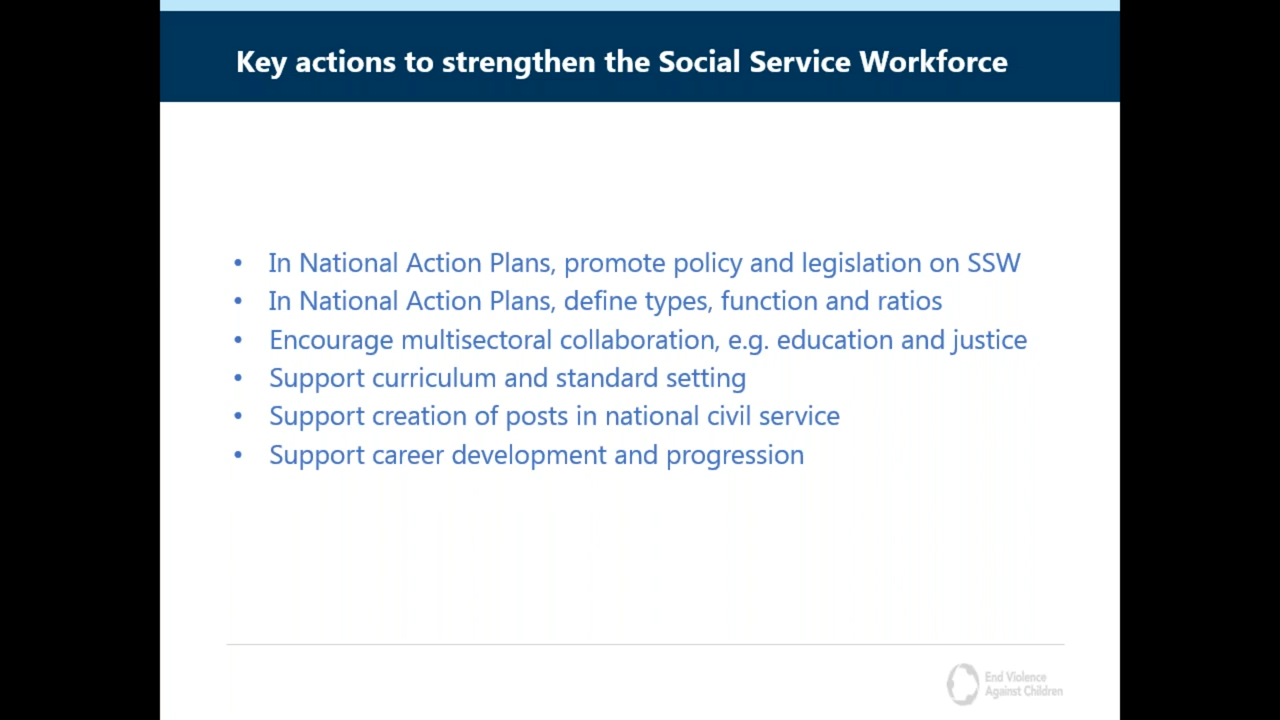 Key actions to strengthen the Social Service Workforce
• In National Action Plans, promote policy and legislation on SSW
• In National Action Plans, define types, function and ratios
• Encourage multisectoral collaboration, e.g. education and justice
• Support curriculum and standard setting
• Support creation of posts in national civil service
• Support career development and progression
End Violence
Against Children